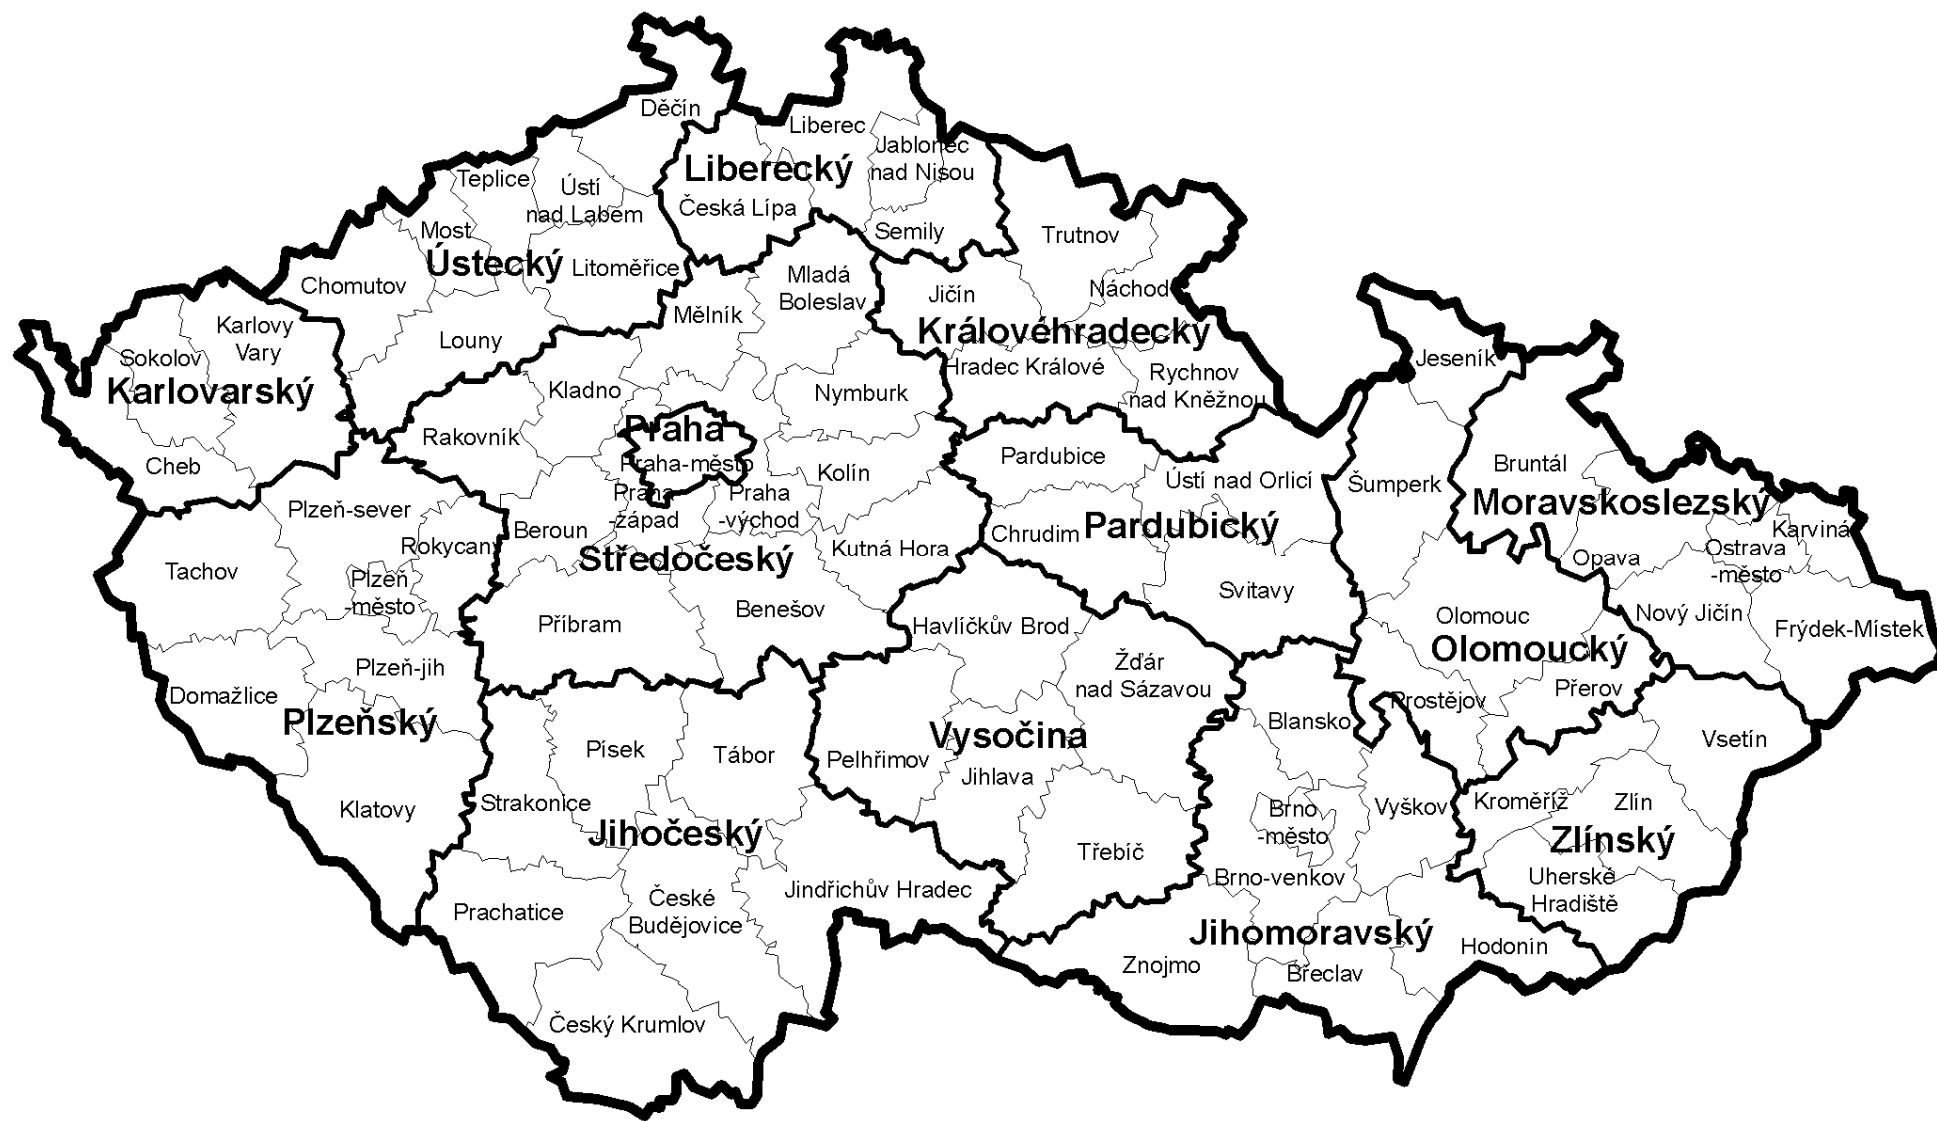 Děčín
Liberec
Jablonec
nad Nisou
Liberecký
Teplice
Ústí
nad Labem
Česká Lípa
Semily
Most
Ústecký
Litoměřice
Chomutov
Trutnov
Mladá
Boleslav
Jičín
Náchod
Mělník
Královéhradecký
Karlovy
Vary
Louny
Sokolov
Karlovarský
Hradec Králové
Rychnov
nad Kněžnou
Jeseník
Kladno
Nymburk
Praha
Rakovník
Praha-město
Cheb
Kolín
Pardubice
Ústí nad Orlicí
Šumperk
Bruntál
Moravskoslezský
Praha
-západ
Praha
-východ
Plzeň-sever
Beroun
Chrudim
Pardubický
Karviná
Rokycany
Kutná Hora
Středočeský
Opava
Ostrava
-město
Tachov
Plzeň
-město
Benešov
Svitavy
Příbram
Havlíčkův Brod
Olomouc
Nový Jičín
Frýdek-Místek
Olomoucký
Plzeň-jih
Žďár
nad Sázavou
Domažlice
Prostějov
Přerov
Plzeňský
Vysočina
Blansko
Vsetín
Písek
Tábor
Pelhřimov
Jihlava
Klatovy
Strakonice
Jihočeský
Brno
-město
Vyškov
Kroměříž
Zlín
Zlínský
Třebíč
Brno-venkov
Jindřichův Hradec
Uherské
Hradiště
Prachatice
České
Budějovice
Jihomoravský
Hodonín
Znojmo
Břeclav
Český Krumlov